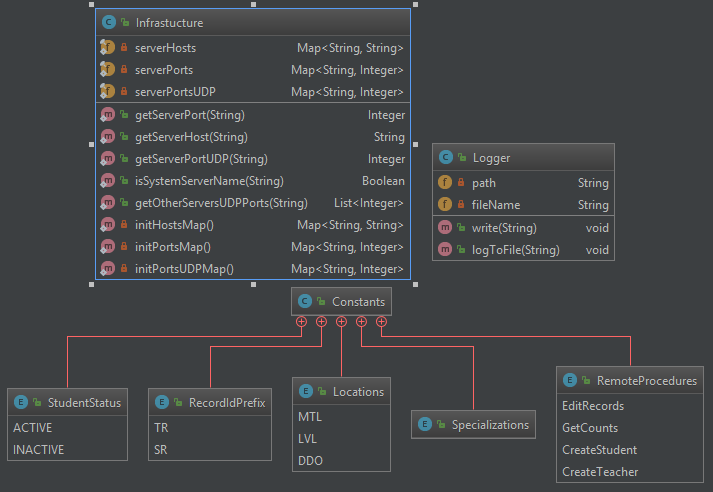 C Infrastucture
f serverHosts Map<String, String>
f serverPorts Map<String, Integer>
f serverPortsUDP Map<String, Integer>
m getServerPort(String) Integer
m getServerHost(String) String
m getServerPortUDP(String) Integer
m isSystemServerName(String) Boolean
m getOtherServersUDPPorts(String) List<Integer>
m initHostsMap() Map<String, String>
m initPortsMap() Map<String, Integer>
m initPortsUDPMap() Map<String, Integer>
C Logger
f path String
f fileName String
m write(String) void
m logToFile(String) void
C Constants
E StudentStatus
ACTIVE
INACTIVE
E RecordIdPrefix
TR
SR
E Locations
MTL
LVL
DDO
E Specializations
E RemoteProcedures
EditRecords
GetCounts
CreateStudent
CreateTeacher